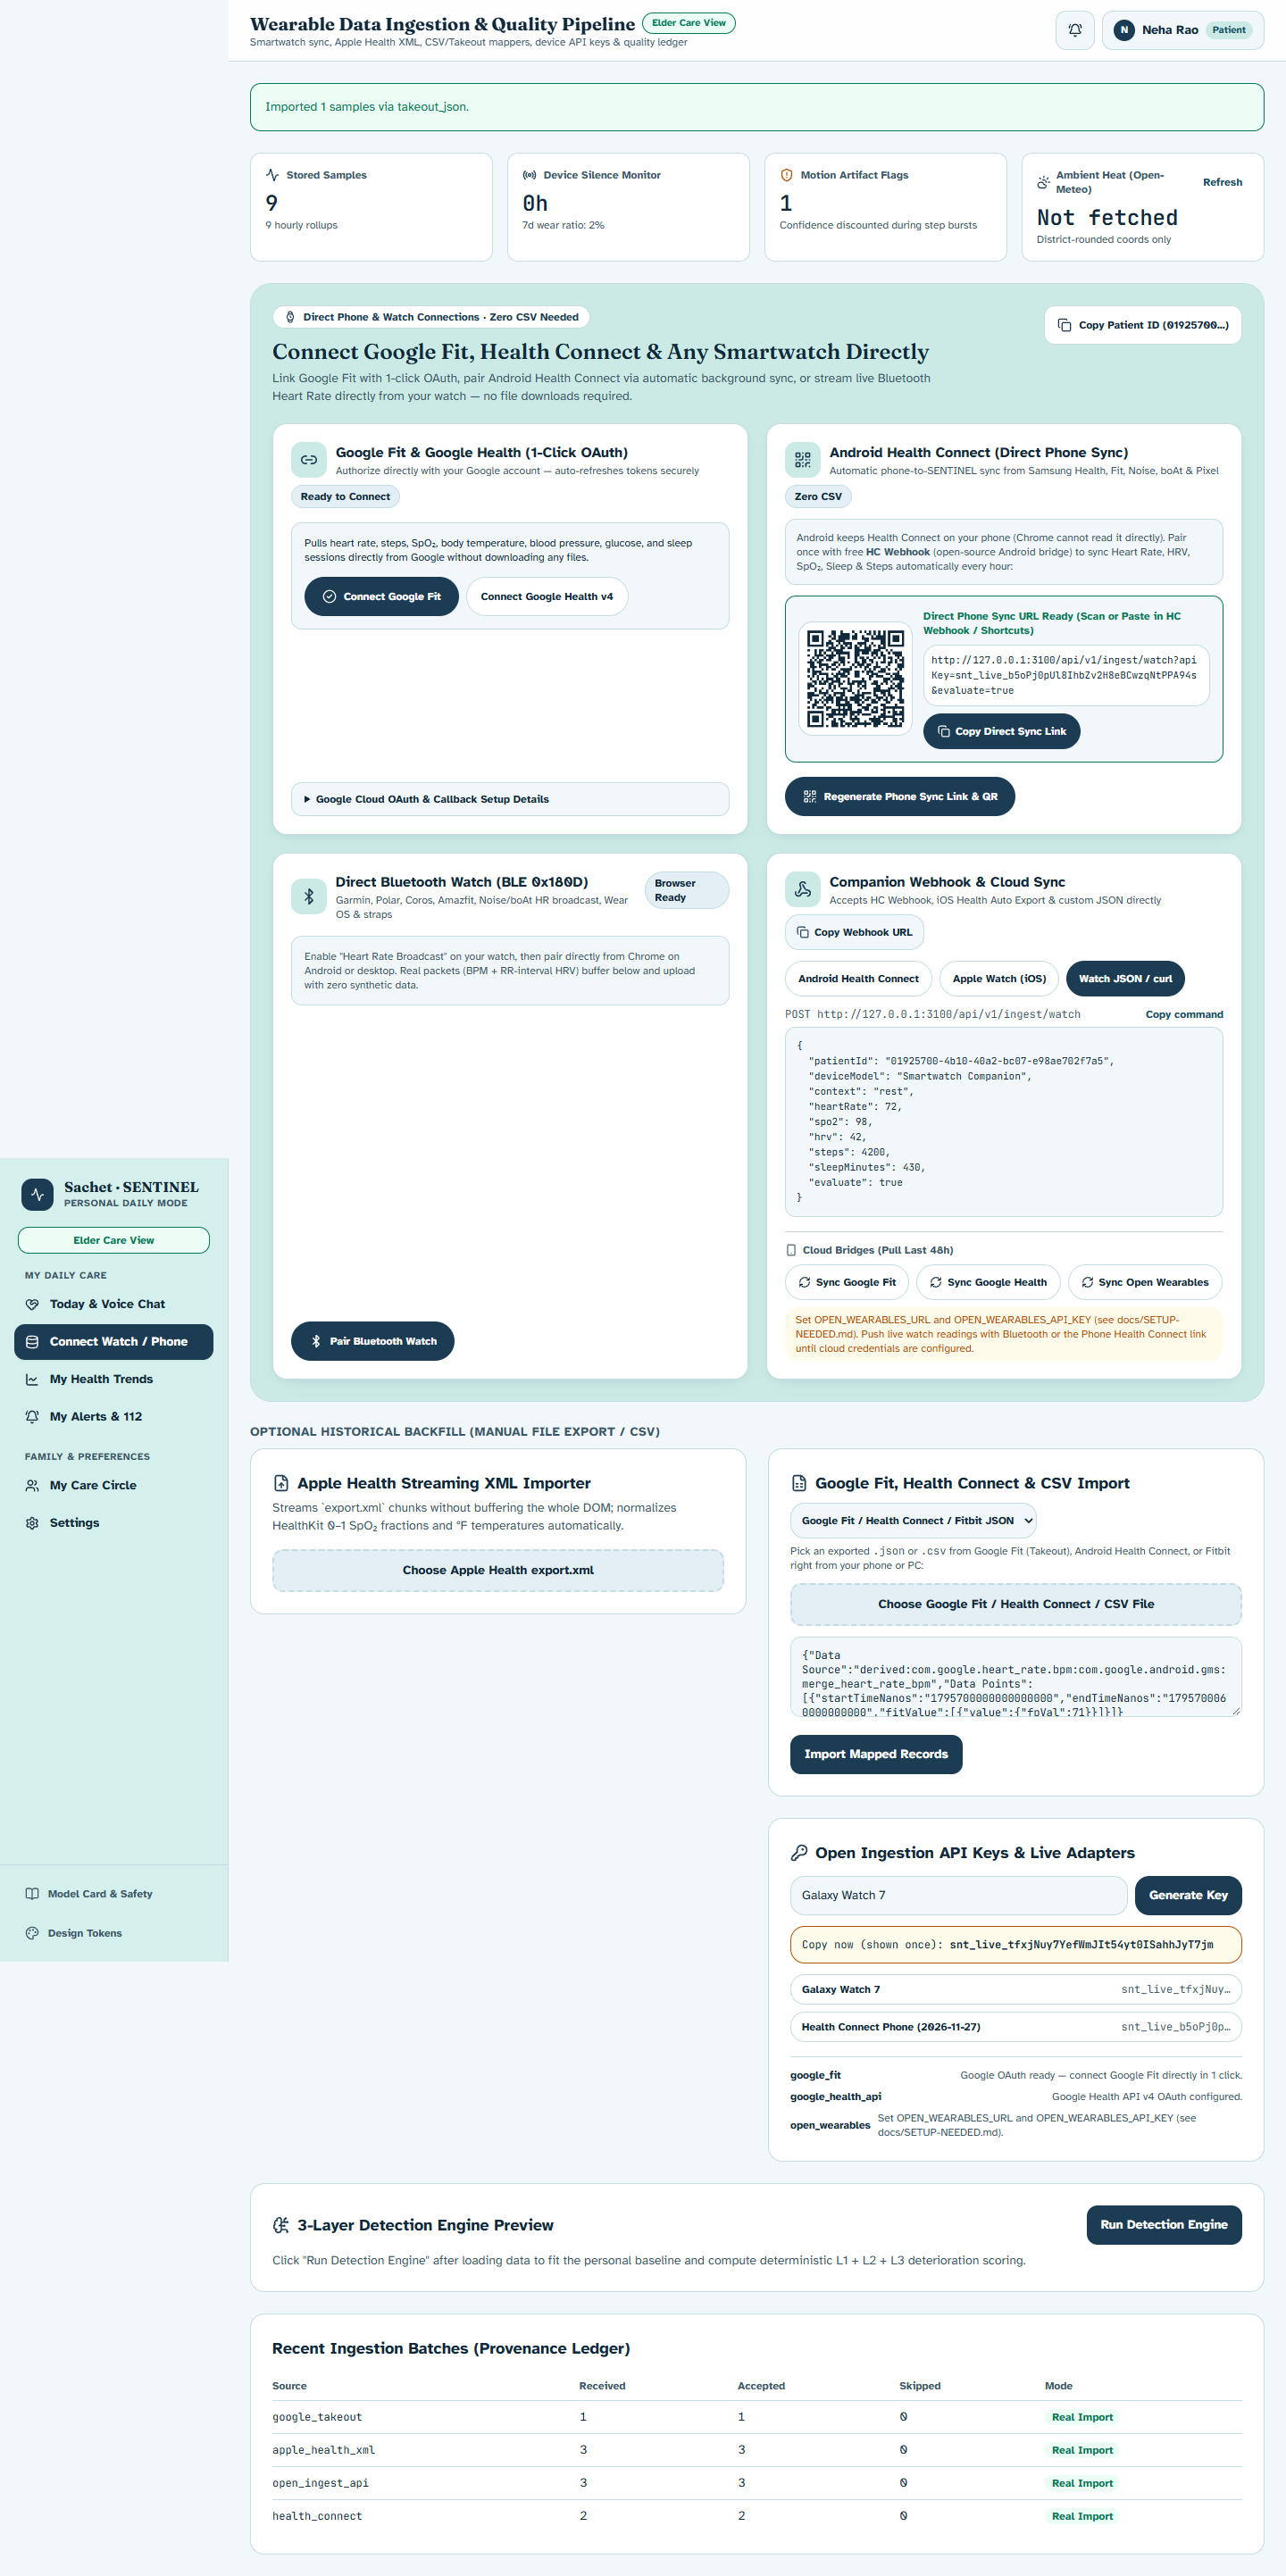 Wearable Data Ingestion & Quality Pipeline
Elder Care View
Smartwatch sync, Apple Health XML, CSV/Takeout mappers, device API keys & quality ledger
N
Neha Rao
Patient
Imported 1 samples via takeout_json.
Stored Samples
9
9 hourly rollups
Device Silence Monitor
0h
7d wear ratio: 2%
Motion Artifact Flags
1
Confidence discounted during step bursts
Ambient Heat (Open-
Meteo)
Refresh
Not fetched
District-rounded coords only
Direct Phone & Watch Connections · Zero CSV Needed
Copy Patient ID (01925700…)
Connect Google Fit, Health Connect & Any Smartwatch Directly
Link Google Fit with 1-click OAuth, pair Android Health Connect via automatic background sync, or stream live Bluetooth
Heart Rate directly from your watch — no file downloads required.
Google Fit & Google Health (1-Click OAuth)
Authorize directly with your Google account — auto-refreshes tokens securely
Ready to Connect
Pulls heart rate, steps, SpO₂, body temperature, blood pressure, glucose, and sleep
sessions directly from Google without downloading any files.
Connect Google Fit
Connect Google Health v4
Google Cloud OAuth & Callback Setup Details
Android Health Connect (Direct Phone Sync)
Automatic phone-to-SENTINEL sync from Samsung Health, Fit, Noise, boAt & Pixel
Zero CSV
Android keeps Health Connect on your phone (Chrome cannot read it directly). Pair
once with free HC Webhook (open-source Android bridge) to sync Heart Rate, HRV,
SpO₂, Sleep & Steps automatically every hour:
Direct Phone Sync URL Ready (Scan or Paste in HC
Webhook / Shortcuts)
http://127.0.0.1:3100/api/v1/ingest/watch?api
Key=snt_live_b5oPj0pUl8IhbZv2H8eBCwzqNtPPA94s
&evaluate=true
Copy Direct Sync Link
Regenerate Phone Sync Link & QR
Direct Bluetooth Watch (BLE 0x180D)
Garmin, Polar, Coros, Amazfit, Noise/boAt HR broadcast, Wear
OS & straps
Browser
Ready
Enable "Heart Rate Broadcast" on your watch, then pair directly from Chrome on
Android or desktop. Real packets (BPM + RR-interval HRV) buffer below and upload
with zero synthetic data.
Pair Bluetooth Watch
Companion Webhook & Cloud Sync
Accepts HC Webhook, iOS Health Auto Export & custom JSON directly
Copy Webhook URL
Android Health Connect
Apple Watch (iOS)
Watch JSON / curl
POST http://127.0.0.1:3100/api/v1/ingest/watch
Copy command
{
"patientId": "01925700-4b10-40a2-bc07-e98ae702f7a5",
"deviceModel": "Smartwatch Companion",
"context": "rest",
"heartRate": 72,
"spo2": 98,
"hrv": 42,
"steps": 4200,
"sleepMinutes": 430,
"evaluate": true
}
Cloud Bridges (Pull Last 48h)
Sync Google Fit
Sync Google Health
Sync Open Wearables
Set OPEN_WEARABLES_URL and OPEN_WEARABLES_API_KEY (see docs/SETUP-
NEEDED.md). Push live watch readings with Bluetooth or the Phone Health Connect link
until cloud credentials are configured.
Sachet · SENTINEL
PERSONAL DAILY MODE
Elder Care View
MY DAILY CARE
Today & Voice Chat
Connect Watch / Phone
My Health Trends
My Alerts & 112
FAMILY & PREFERENCES
My Care Circle
Settings
Model Card & Safety
Design Tokens
OPTIONAL HISTORICAL BACKFILL (MANUAL FILE EXPORT / CSV)
Apple Health Streaming XML Importer
Streams `export.xml` chunks without buffering the whole DOM; normalizes
HealthKit 0–1 SpO₂ fractions and °F temperatures automatically.
Choose Apple Health export.xml
Google Fit, Health Connect & CSV Import
Google Fit / Health Connect / Fitbit JSON
Pick an exported .json or .csv from Google Fit (Takeout), Android Health Connect, or Fitbit
right from your phone or PC:
Choose Google Fit / Health Connect / CSV File
{"Data
Source":"derived:com.google.heart_rate.bpm:com.google.android.gms:
merge_heart_rate_bpm","Data Points":
[{"startTimeNanos":"1795700000000000000","endTimeNanos":"179570006
0000000000","fitValue":[{"value":{"fpVal":71}}]}]}
Import Mapped Records
Open Ingestion API Keys & Live Adapters
Galaxy Watch 7
Generate Key
Copy now (shown once): snt_live_tfxjNuy7YefWmJIt54yt0ISahhJyT7jm
Galaxy Watch 7
snt_live_tfxjNuy…
Health Connect Phone (2026-11-27)
snt_live_b5oPj0p…
google_fit
Google OAuth ready — connect Google Fit directly in 1 click.
google_health_api
Google Health API v4 OAuth configured.
open_wearables
Set OPEN_WEARABLES_URL and OPEN_WEARABLES_API_KEY (see
docs/SETUP-NEEDED.md).
3-Layer Detection Engine Preview
Run Detection Engine
Click "Run Detection Engine" after loading data to fit the personal baseline and compute deterministic L1 + L2 + L3 deterioration scoring.
Recent Ingestion Batches (Provenance Ledger)
Source Received Accepted Skipped Mode
google_takeout 1 1 0 Real Import
apple_health_xml 3 3 0 Real Import
open_ingest_api 3 3 0 Real Import
health_connect 2 2 0 Real Import